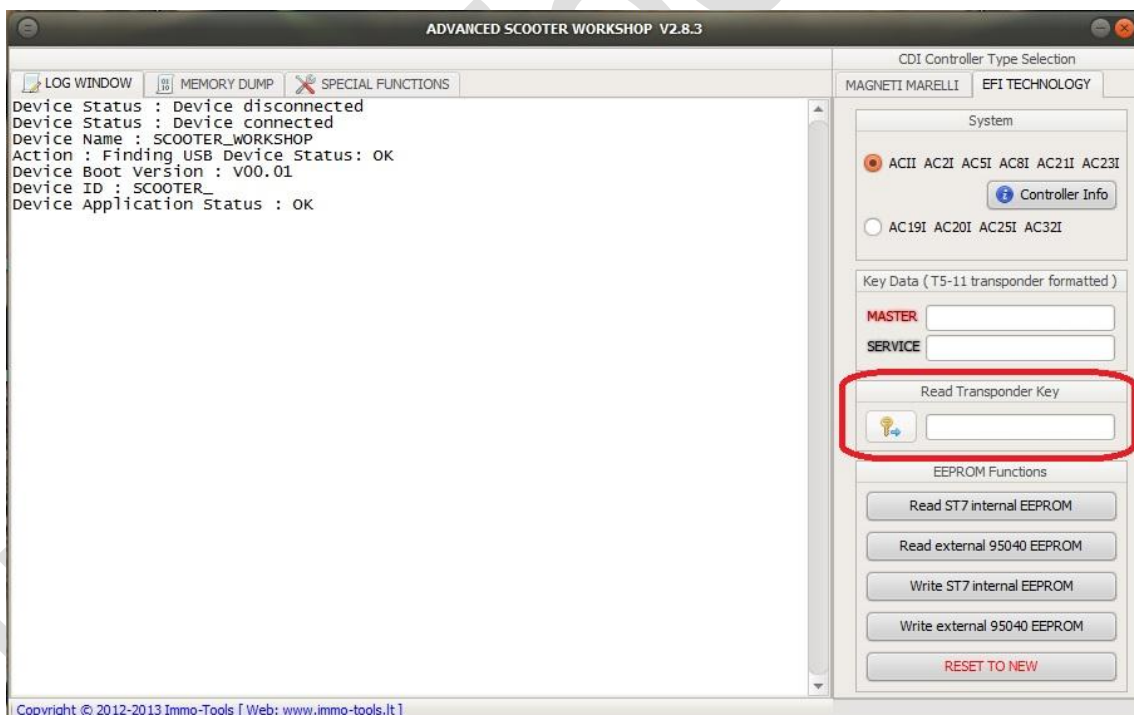 ADVANCED SCOOTER WORKSHOP V2.8.3
LOG WINDOW
MEMORY DUMP
SPECIAL FUNCTIONS
Device Status : Device disconnected
Device Status : Device connected
Device Name : SCOOTER_WORKSHOP
Action : Finding USB Device Status: OK
Device Boot Version : V00.01
Device ID : SCOOTER_
Device Application Status : OK
CDI Controller Type Selection
MAGNETI MARELLI
EFI TECHNOLOGY
System
ACII AC2I AC5I AC8I AC21I AC23I
Controller Info
AC19I AC20I AC25I AC32I
Key Data ( T5-11 transponder formatted )
MASTER
SERVICE
Read Transponder Key
EEPROM Functions
Read ST7 internal EEPROM
Read external 95040 EEPROM
Write ST7 internal EEPROM
Write external 95040 EEPROM
RESET TO NEW
Copyright © 2012-2013 Immo-Tools [ Web: www.immo-tools.lt ]